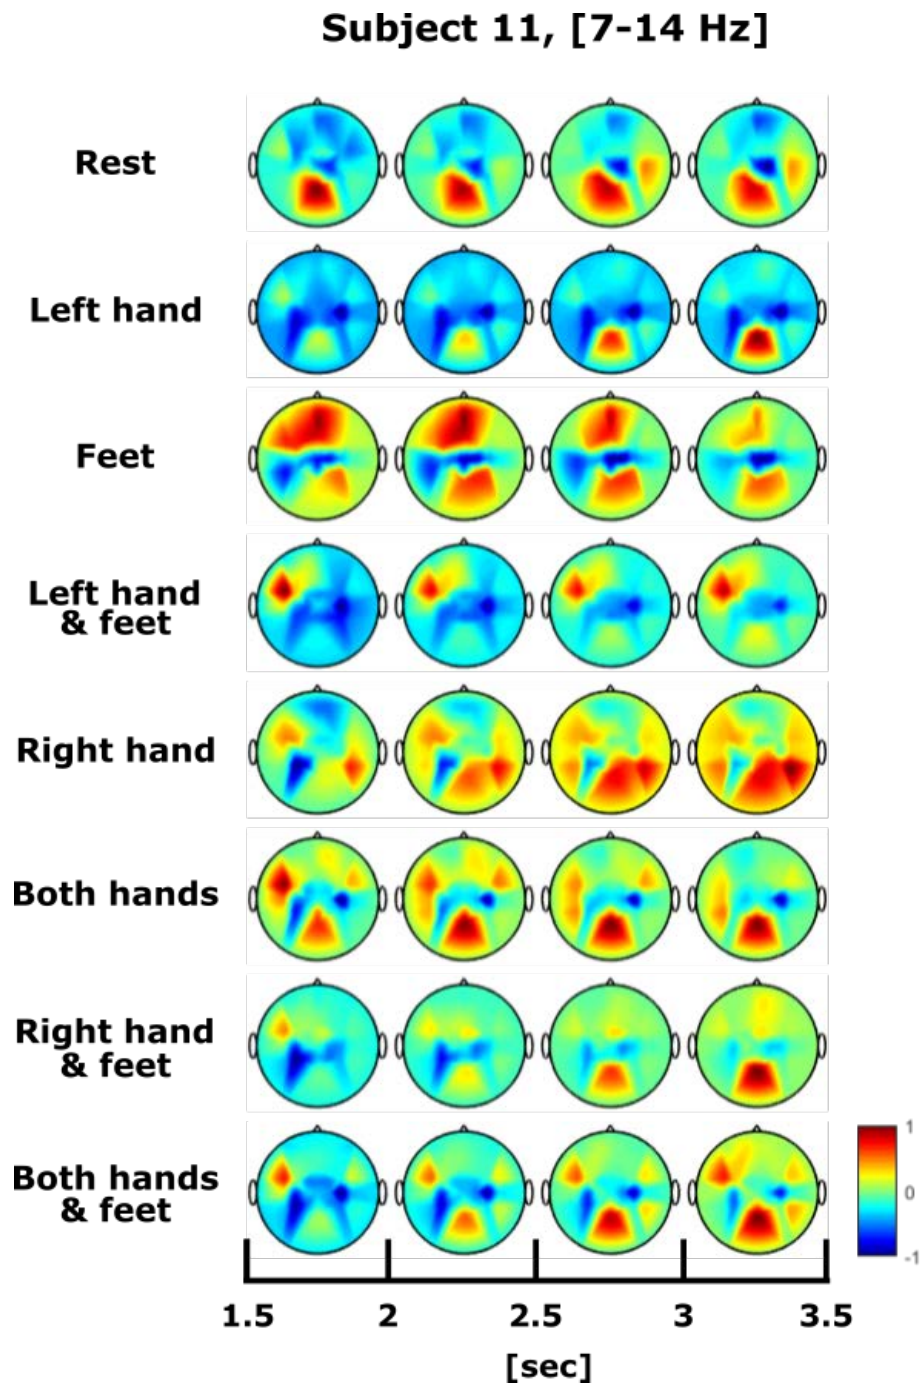 Subject 11, [7-14 Hz]
Rest
Left hand
Feet
Left hand
& feet
Right hand
Both hands
Right hand
& feet
Both hands
& feet
1
0
-1
1.5 2 2.5 3 3.5
[sec]